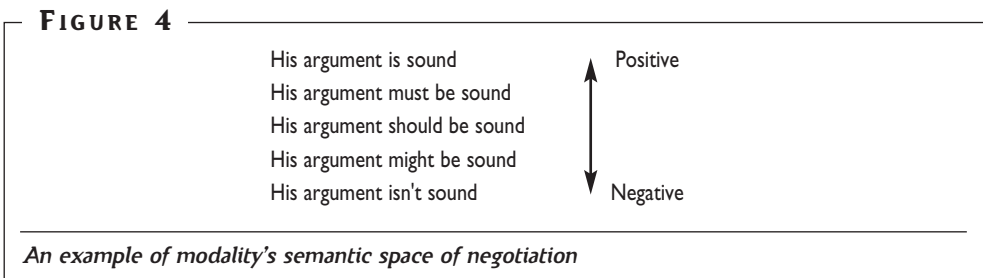 FIGURE 4
His argument is sound Positive
His argument must be sound
His argument should be sound
His argument might be sound
His argument isn't sound Negative
An example of modality's semantic space of negotiation